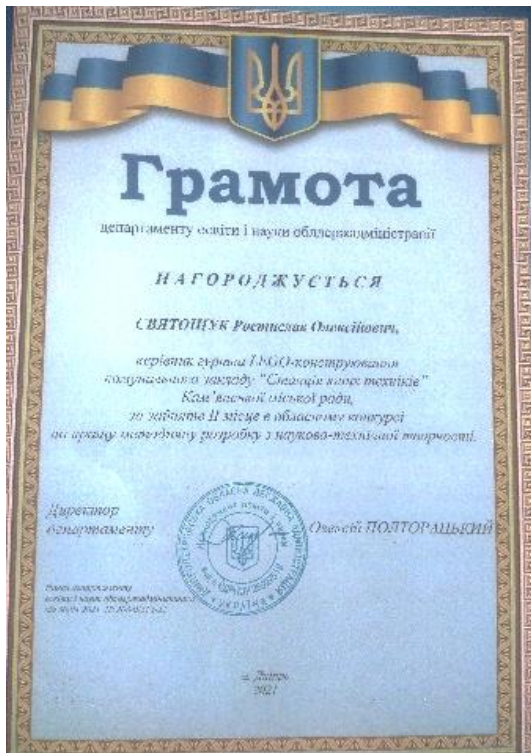 Грамота
департаменту освіти і науки облдержадміністрації
НАГОРОДЖУЄТЬСЯ
СВЯТОЩУК Ростислав Олексійович,
керівник гуртка LEGO-конструювання
комунального закладу "Станція юних техніків"
Кам'янської міської ради,
за зайняте ІІ місце в обласному конкурсі
на кращу методичну розробку з науково-технічної творчості.
Директор
департаменту
Олексій ПОЛТОРАЦЬКИЙ
УКРАЇНА
м. Дніпро
2021